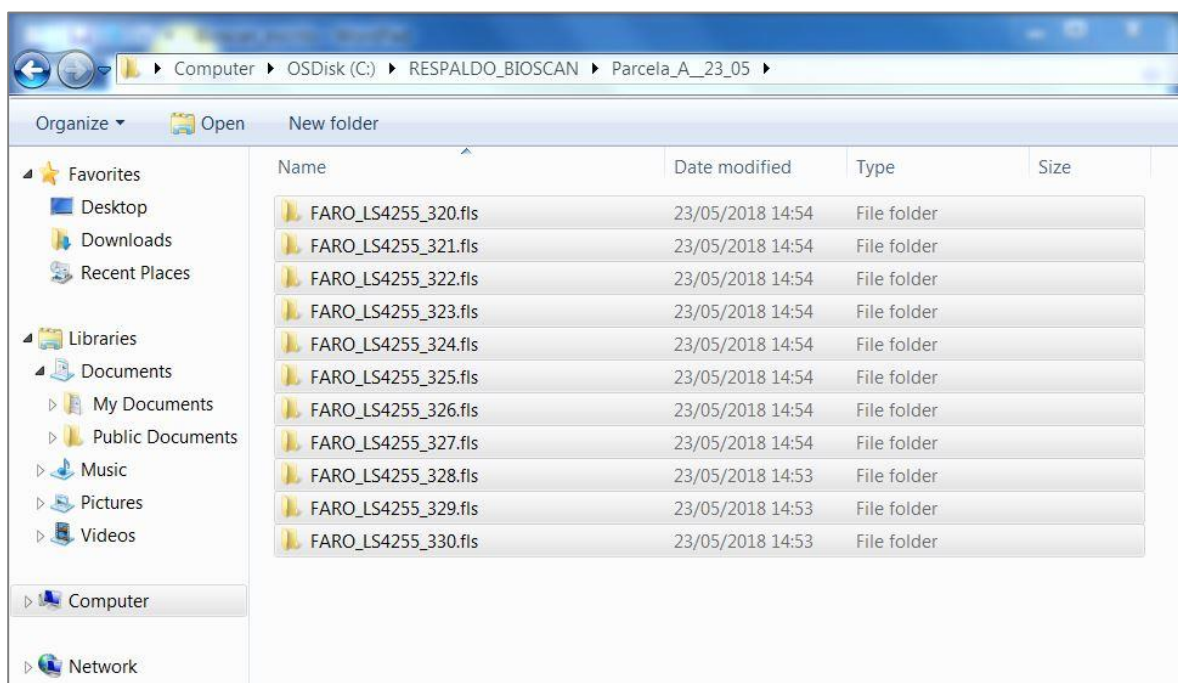 Computer OSDisk (C:) RESPALDO_BIOSCAN Parcela_A__23_05
Organize Open New folder
Name Date modified Type Size
Favorites
Desktop
Downloads
Recent Places
Libraries
Documents
My Documents
Public Documents
Music
Pictures
Videos
Computer
Network
FARO_LS4255_320.fls 23/05/2018 14:54 File folder
FARO_LS4255_321.fls 23/05/2018 14:54 File folder
FARO_LS4255_322.fls 23/05/2018 14:54 File folder
FARO_LS4255_323.fls 23/05/2018 14:54 File folder
FARO_LS4255_324.fls 23/05/2018 14:54 File folder
FARO_LS4255_325.fls 23/05/2018 14:54 File folder
FARO_LS4255_326.fls 23/05/2018 14:54 File folder
FARO_LS4255_327.fls 23/05/2018 14:54 File folder
FARO_LS4255_328.fls 23/05/2018 14:53 File folder
FARO_LS4255_329.fls 23/05/2018 14:53 File folder
FARO_LS4255_330.fls 23/05/2018 14:53 File folder